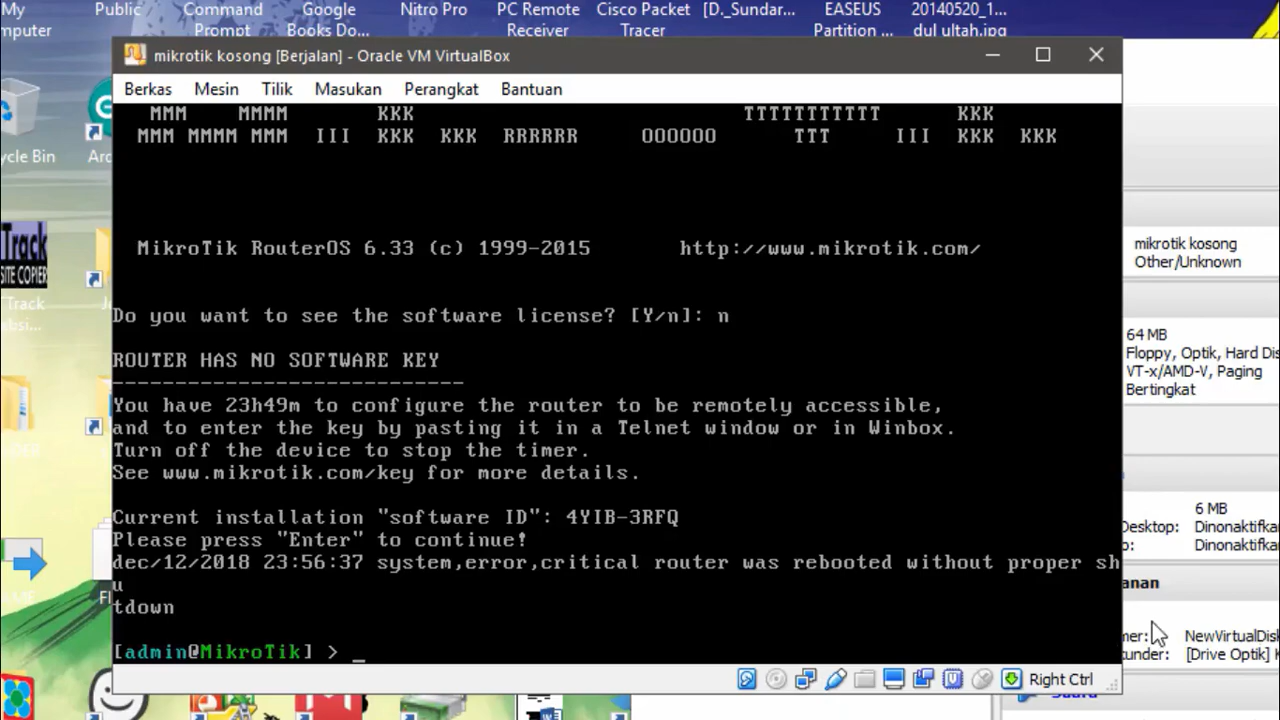 My
Public
Command
Google
Nitro Pro
PC Remote
Cisco Packet
[D._Sundar...
EASEUS
20140520_1...
mputer
Prompt
Books Do...
Receiver
Tracer
Partition ...
dul ultah.jpg
mikrotik kosong [Berjalan] - Oracle VM VirtualBox
Berkas Mesin Tilik Masukan Perangkat Bantuan
MMM MMMM KKK TTTTTTTTTTT KKK
MMM MMMM MMM III KKK KKK RRRRRR OOOOOO TTT III KKK KKK
MikroTik RouterOS 6.33 (c) 1999-2015 http://www.mikrotik.com/
Do you want to see the software license? [Y/n]: n
ROUTER HAS NO SOFTWARE KEY
----------------------------
You have 23h49m to configure the router to be remotely accessible,
and to enter the key by pasting it in a Telnet window or in Winbox.
Turn off the device to stop the timer.
See www.mikrotik.com/key for more details.
Current installation "software ID": 4YIB-3RFQ
Please press "Enter" to continue!
dec/12/2018 23:56:37 system,error,critical router was rebooted without proper sh
u
tdown
[admin@MikroTik] > _
Right Ctrl
ycle Bin
Arc
Track
SITE COPIER
TTrack
mikrotik kosong
Other/Unknown
64 MB
Floppy, Optik, Hard Dis
VT-x/AMD-V, Paging
Bertingkat
6 MB
Desktop: Dinonaktifka
o: Dinonaktifka
anan
mer: NewVirtualDis
kunder: [Drive Optik] K